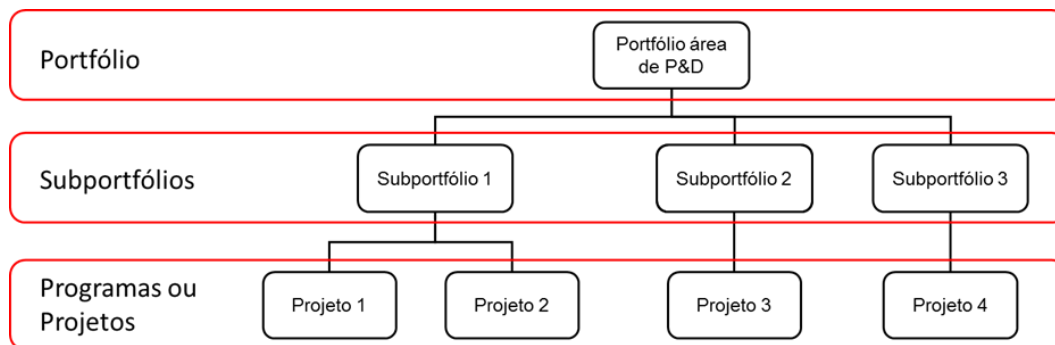 Portfólio
Portfólio área
de P&D
Subportfólios
Subportfólio 1
Subportfólio 2
Subportfólio 3
Programas ou
Projetos
Projeto 1
Projeto 2
Projeto 3
Projeto 4